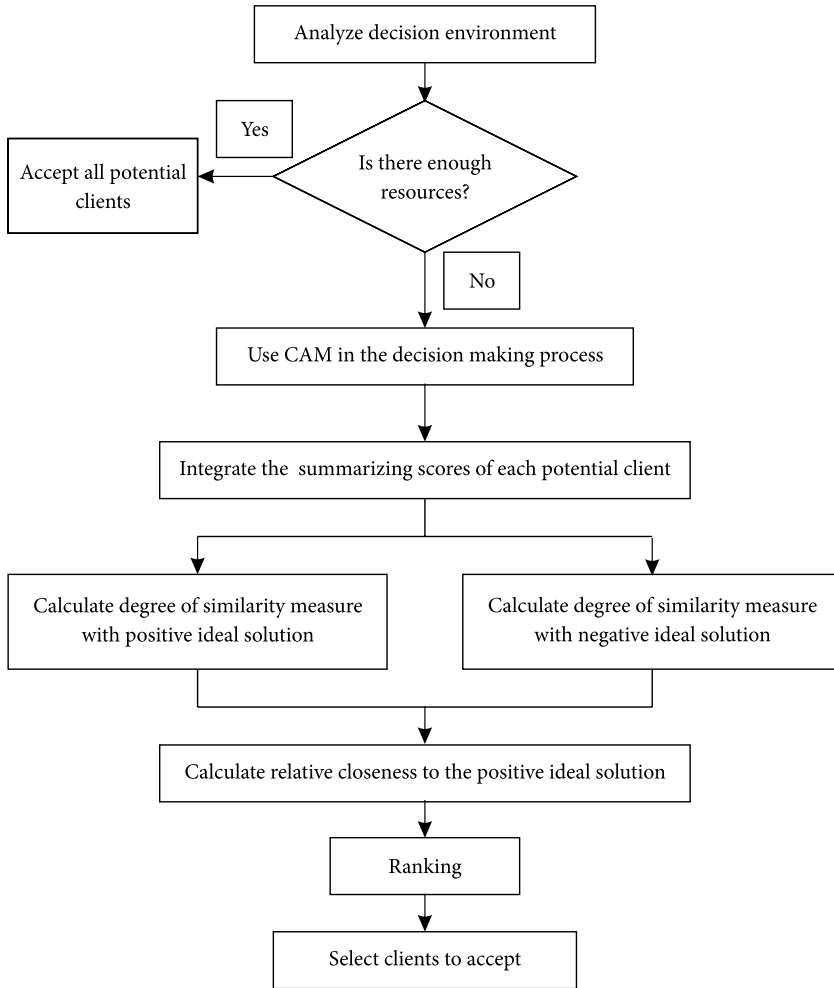 Analyze decision environment
Yes
Is there enough
resources?
Accept all potential
clients
No
Use CAM in the decision making process
Integrate the summarizing scores of each potential client
Calculate degree of similarity measure
with positive ideal solution
Calculate degree of similarity measure
with negative ideal solution
Calculate relative closeness to the positive ideal solution
Ranking
Select clients to accept